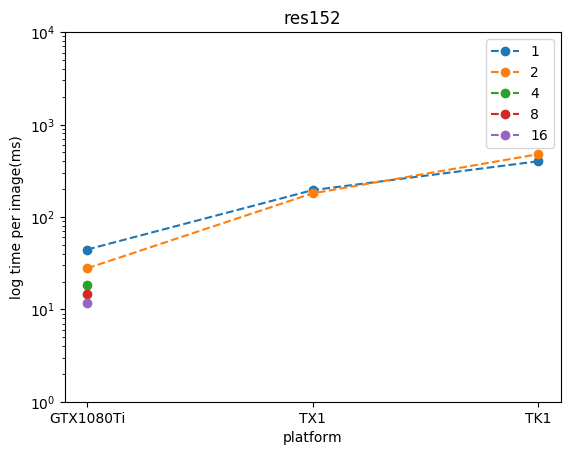 res152
10^4
10^3
10^2
10^1
10^0
log time per image(ms)
1
2
4
8
16
GTX1080Ti
TX1
TK1
platform